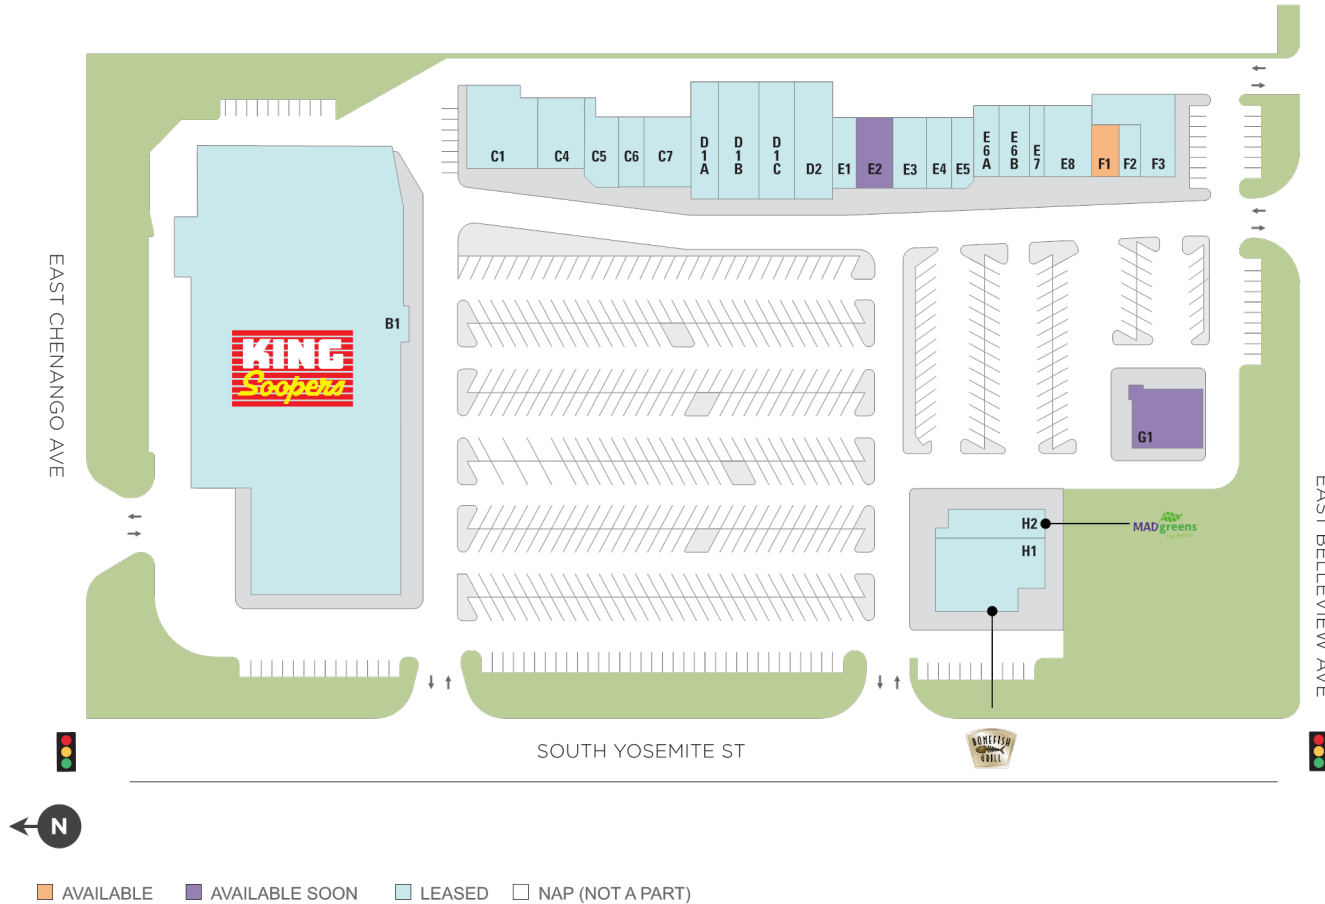 C1
C4
C5
C6
C7
D1A
D1B
D1C
D2
E1
E2
E3
E4
E5
E6A
E6B
E7
E8
F1
F2
F3
EAST CHENANGO AVE
B1
KING
Soopers
G1
H2
MADgreens
H1
EAST BELLEVIEW AVE
BONEFISH
GRILL
SOUTH YOSEMITE ST
N
AVAILABLE
AVAILABLE SOON
LEASED
NAP (NOT A PART)